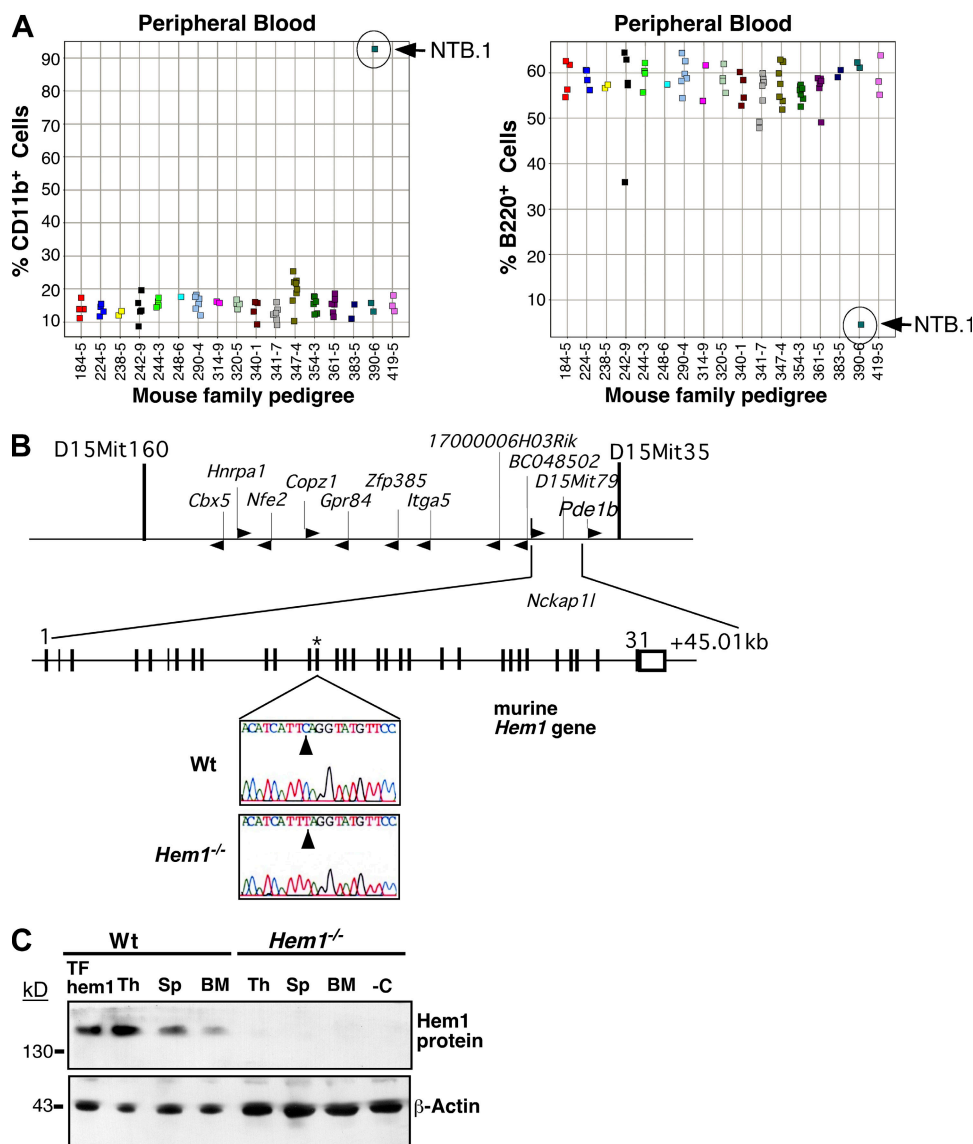 A
Peripheral Blood
NTB.1
% CD11b+ Cells
90
80
70
60
50
40
30
20
10
184-5
224-5
238-5
242-9
244-3
248-6
290-4
314-9
320-5
340-1
341-7
347-4
354-3
361-5
383-5
390-6
419-5
Mouse family pedigree
Peripheral Blood
% B220+ Cells
60
50
40
30
20
10
NTB.1
184-5
224-5
238-5
242-9
244-3
248-6
290-4
314-9
320-5
340-1
341-7
347-4
354-3
361-5
383-5
390-6
419-5
Mouse family pedigree
B
D15Mit160
Hnrpa1
Cbx5
Nfe2
Copz1
Gpr84
Zfp385
Itga5
17000006H03Rik
BC048502
D15Mit79
Pde1b
D15Mit35
Nckap1l
1
*
31
+45.01kb
murine
Hem1 gene
Wt
ACATCATTCAGGTATGTTCC
Hem1-/-
ACATCATTTAGGTATGTTCC
C
Wt
Hem1-/-
kD
TF
hem1 Th Sp BM Th Sp BM -C
130
Hem1
protein
43
β-Actin